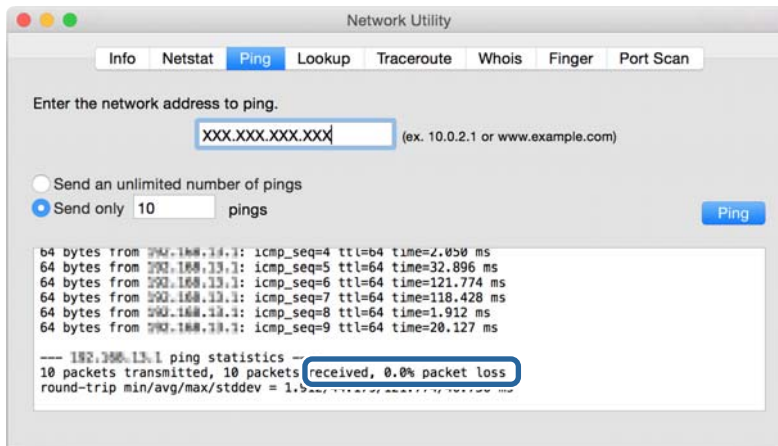 Network Utility
Info Netstat Ping Lookup Traceroute Whois Finger Port Scan
Enter the network address to ping.
XXX.XXX.XXX.XXX (ex. 10.0.2.1 or www.example.com)
Send an unlimited number of pings
Send only 10 pings
Ping
64 bytes from icmp_seq=4 ttl=64 time=2.050 ms
64 bytes from icmp_seq=5 ttl=64 time=32.896 ms
64 bytes from icmp_seq=6 ttl=64 time=121.774 ms
64 bytes from icmp_seq=7 ttl=64 time=118.428 ms
64 bytes from icmp_seq=8 ttl=64 time=1.912 ms
64 bytes from icmp_seq=9 ttl=64 time=20.127 ms
--- ping statistics --
10 packets transmitted, 10 packets received, 0.0% packet loss
round-trip min/avg/max/stddev = ms